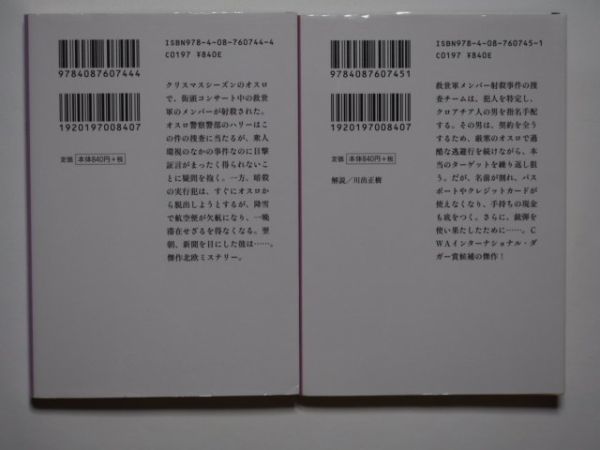 ISBN978-4-08-760744-4
C0197 ¥840E
9784087607444
1920197008407
定価 本体840円+税
クリスマスシーズンのオスロ
で、街頭コンサート中の救世
軍のメンバーが射殺された。
オスロ警察警部のハリーはこ
の件の捜査に当たるが、衆人
環視のなかの事件なのに目撃
証言がまったく得られないこ
とに疑問を抱く。一方、暗殺
の実行犯は、すぐにオスロか
ら脱出しようとするが、降雪
で航空便が欠航になり、一晩
滞在せざるを得なくなる。翌
朝、新聞を目にした彼は……。
傑作北欧ミステリー。
ISBN978-4-08-760745-1
C0197 ¥840E
9784087607451
1920197008407
定価 本体840円+税
解説/川出正樹
救世軍メンバー射殺事件の捜
査チームは、犯人を特定し、
クロアチア人の男を指名手配
する。その男は、契約を全う
するため、厳寒のオスロで過
酷な逃避行を続けながら、本
当のターゲットを繰り返し狙
う。だが、名前が割れ、パス
ポートやクレジットカードが
使えなくなり、手持ちの現金
も底をつく。さらに、銃弾を
使い果たしたために……。C
WAインターナショナル・ダ
ガー賞候補の傑作!